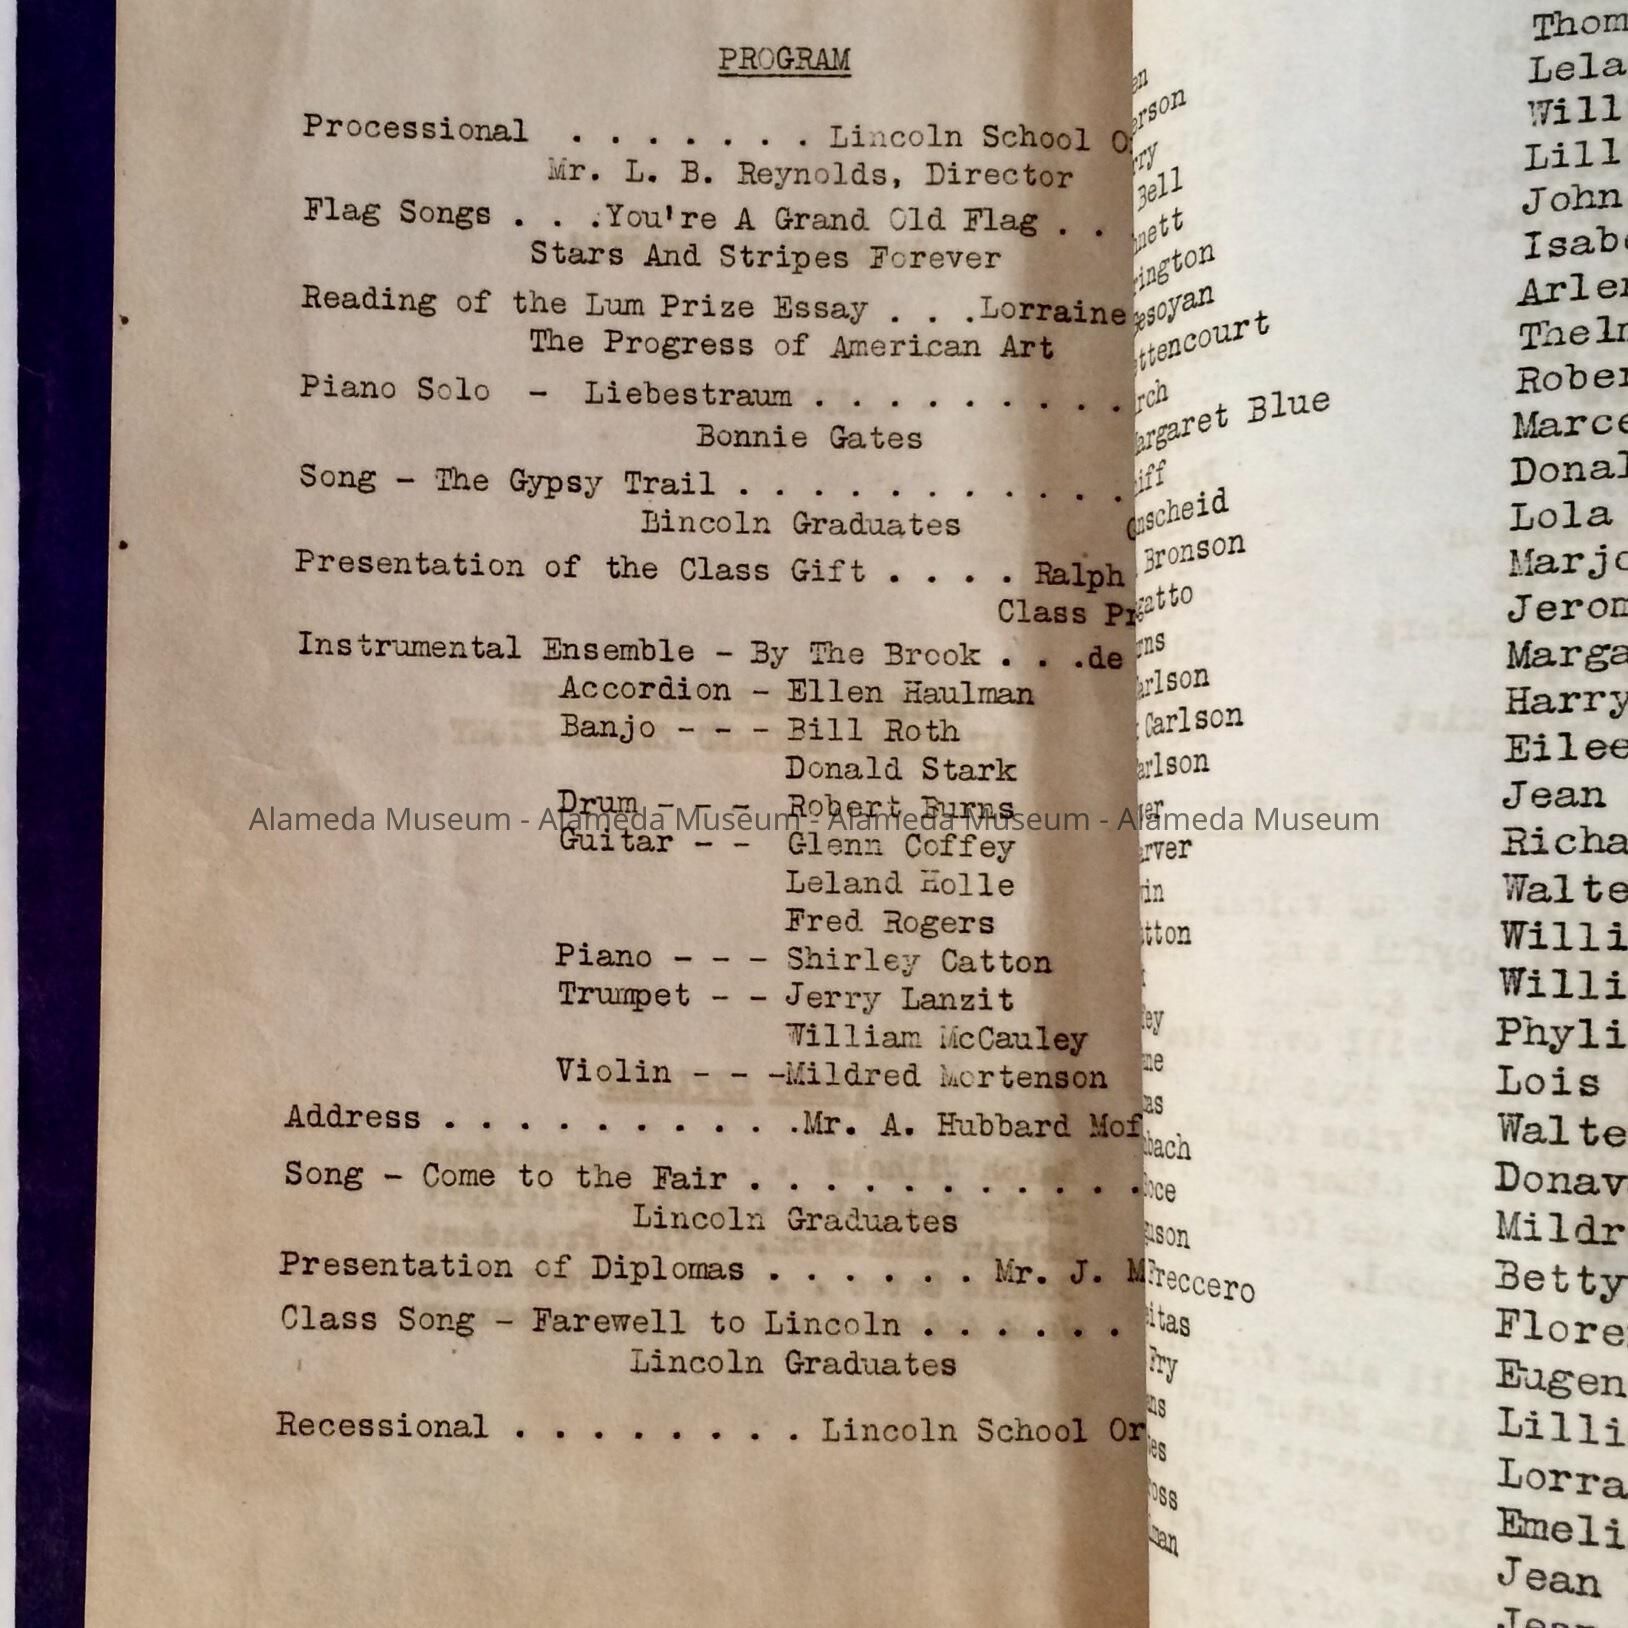 PROGRAM
Processional . . . . . . . Lincoln School
Mr. L. B. Reynolds, Director
Flag Songs . . .You're A Grand Old Flag . .
Stars And Stripes Forever
Reading of the Lum Prize Essay . . .Lorraine
The Progress of American Art
Piano Solo - Liebestraum . . . . . . . . .
Bonnie Gates
Song - The Gypsy Trail . . . . . . . . . . .
Lincoln Graduates
Presentation of the Class Gift . . . . Ralph
Class
Instrumental Ensemble - By The Brook . . .de
Accordion - Ellen Haulman
Banjo - - - Bill Roth
Donald Stark
Drum - - - Robert Burns
Alameda Museum - Alameda Museum - Alameda Museum - Alameda Museum
Guitar - - Glenn Coffey
Leland Holle
Fred Rogers
Piano - - - Shirley Catton
Trumpet - - Jerry Lanzit
William McCauley
Violin - - -Mildred Mortenson
Address . . . . . . . . . .Mr. A. Hubbard Mof
Song - Come to the Fair . . . . . . . . . . .
Lincoln Graduates
Presentation of Diplomas . . . . . . Mr. J. M
Class Song - Farewell to Lincoln . . . . . .
Lincoln Graduates
Recessional . . . . . . . . Lincoln School Or
Bell
Blue
Bronson
Carlson
Freccero
Fry
Thom
Lela
Will
Lill
John
Isab
Arle
Thel
Rober
Marce
Donal
Lola
Marjo
Jerom
Marga
Harry
Eilee
Jean
Richa
Walte
Willi
Willi
Phyli
Lois
Walte
Donav
Mildr
Betty
Flore
Eugen
Lilli
Lorra
Emeli
Jean